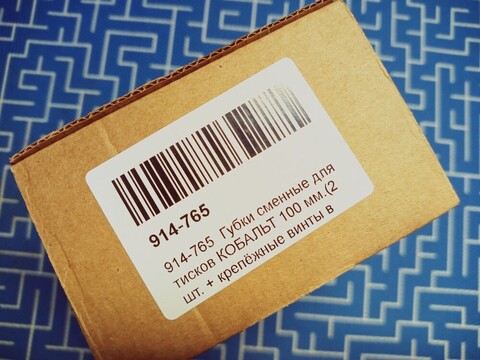 914-765
914-765 Губки сменные для
тисков КОБАЛЬТ 100 мм.(2
шт. + крепёжные винты в